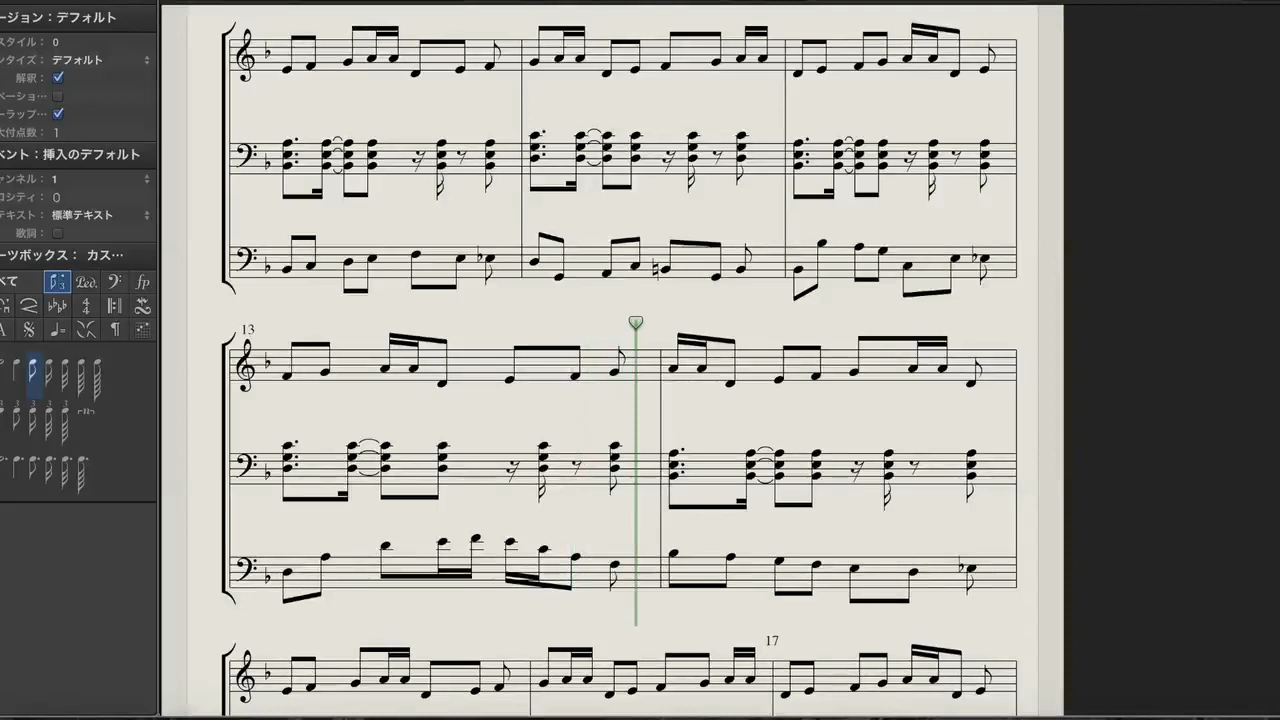 ージョン：デフォルト
スタイル： 0
ンタイズ： デフォルト
解釈：
ペーショ…
ーラップ…
大付点数： 1
ベント：挿入のデフォルト
ャンネル： 1
ロシティ： 0
テキスト： 標準テキスト
歌詞：
ーツボックス： カス…
べて
13
17